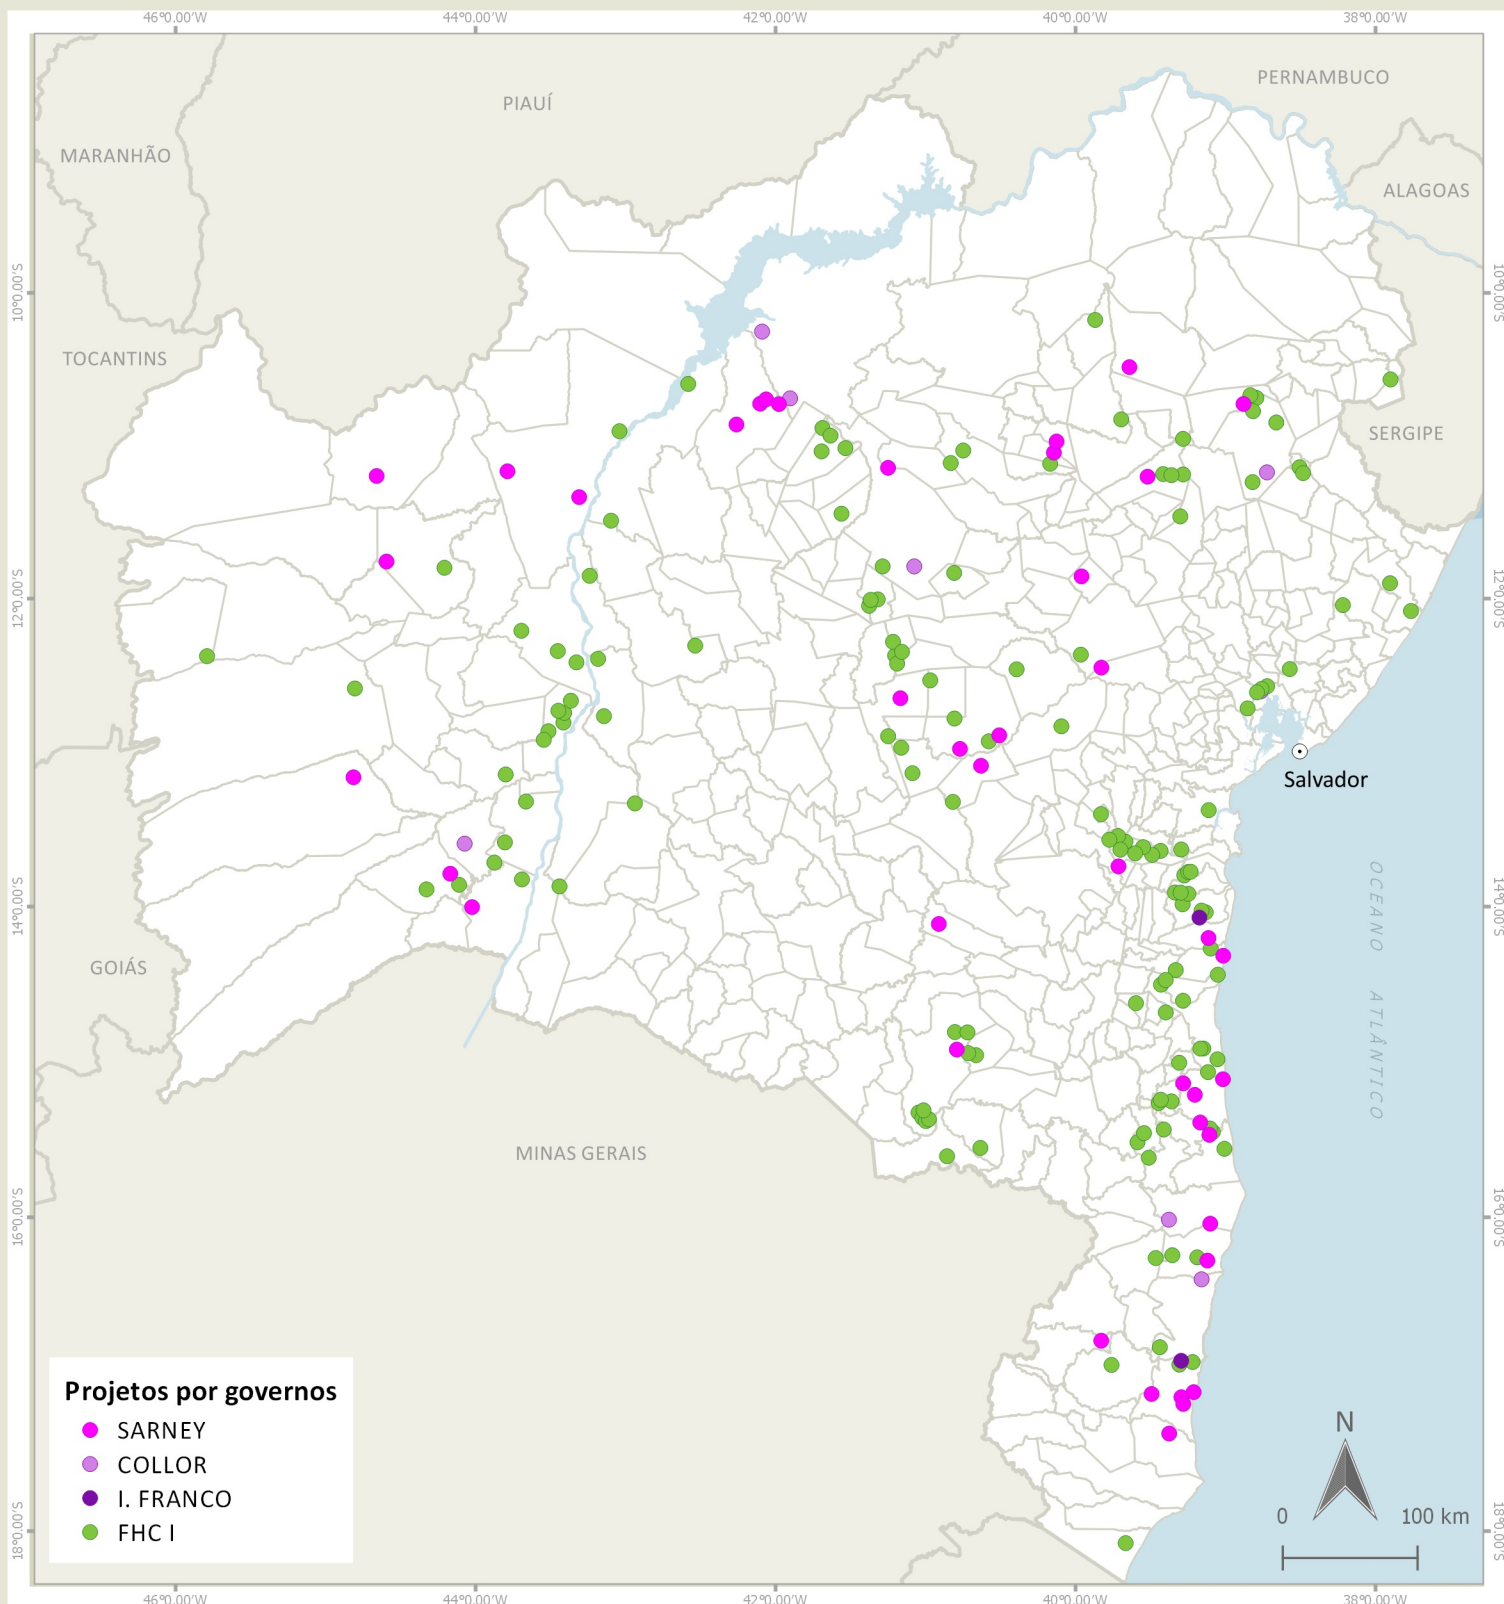 46°0.00'W 44°0.00'W 42°0.00'W 40°0.00'W 38°0.00'W
PERNAMBUCO
PIAUÍ
MARANHÃO
ALAGOAS
10°0.00'S 10°0.00'S
TOCANTINS
SERGIPE
12°0.00'S 12°0.00'S
Salvador
14°0.00'S 14°0.00'S
OCEANO ATLÂNTICO
GOIÁS
MINAS GERAIS
16°0.00'S 16°0.00'S
Projetos por governos
SARNEY
COLLOR
I. FRANCO
FHC I
N
0 100 km
18°0.00'S 18°0.00'S
46°0.00'W 44°0.00'W 42°0.00'W 40°0.00'W 38°0.00'W